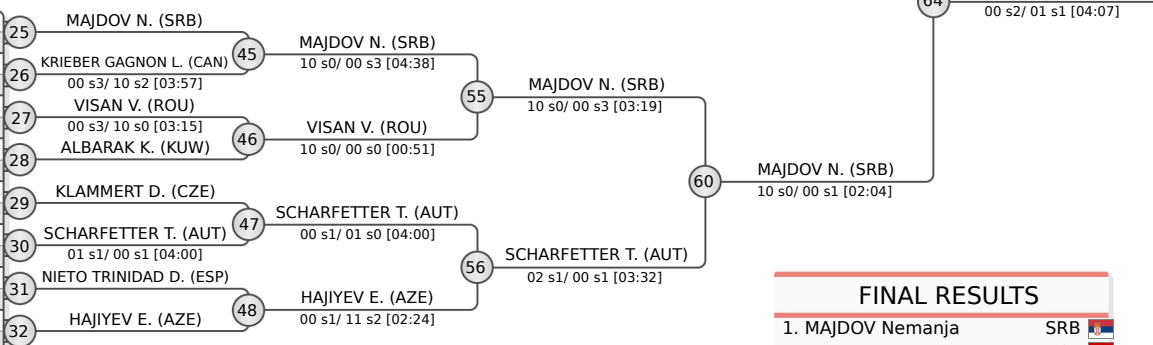 64
00 s2/ 01 s1 [04:07]
25
MAJDOV N. (SRB)
45
MAJDOV N. (SRB)
10 s0/ 00 s3 [04:38]
26
KRIEBER GAGNON L. (CAN)
00 s3/ 10 s2 [03:57]
55
MAJDOV N. (SRB)
10 s0/ 00 s3 [03:19]
27
VISAN V. (ROU)
00 s3/ 10 s0 [03:15]
46
VISAN V. (ROU)
10 s0/ 00 s0 [00:51]
28
ALBARAK K. (KUW)
60
MAJDOV N. (SRB)
10 s0/ 00 s1 [02:04]
29
KLAMMERT D. (CZE)
47
SCHARFETTER T. (AUT)
00 s1/ 01 s0 [04:00]
30
SCHARFETTER T. (AUT)
01 s1/ 00 s1 [04:00]
56
SCHARFETTER T. (AUT)
02 s1/ 00 s1 [03:32]
31
NIETO TRINIDAD D. (ESP)
48
HAJIYEV E. (AZE)
00 s1/ 11 s2 [02:24]
32
HAJIYEV E. (AZE)
FINAL RESULTS
1. MAJDOV Nemanja SRB